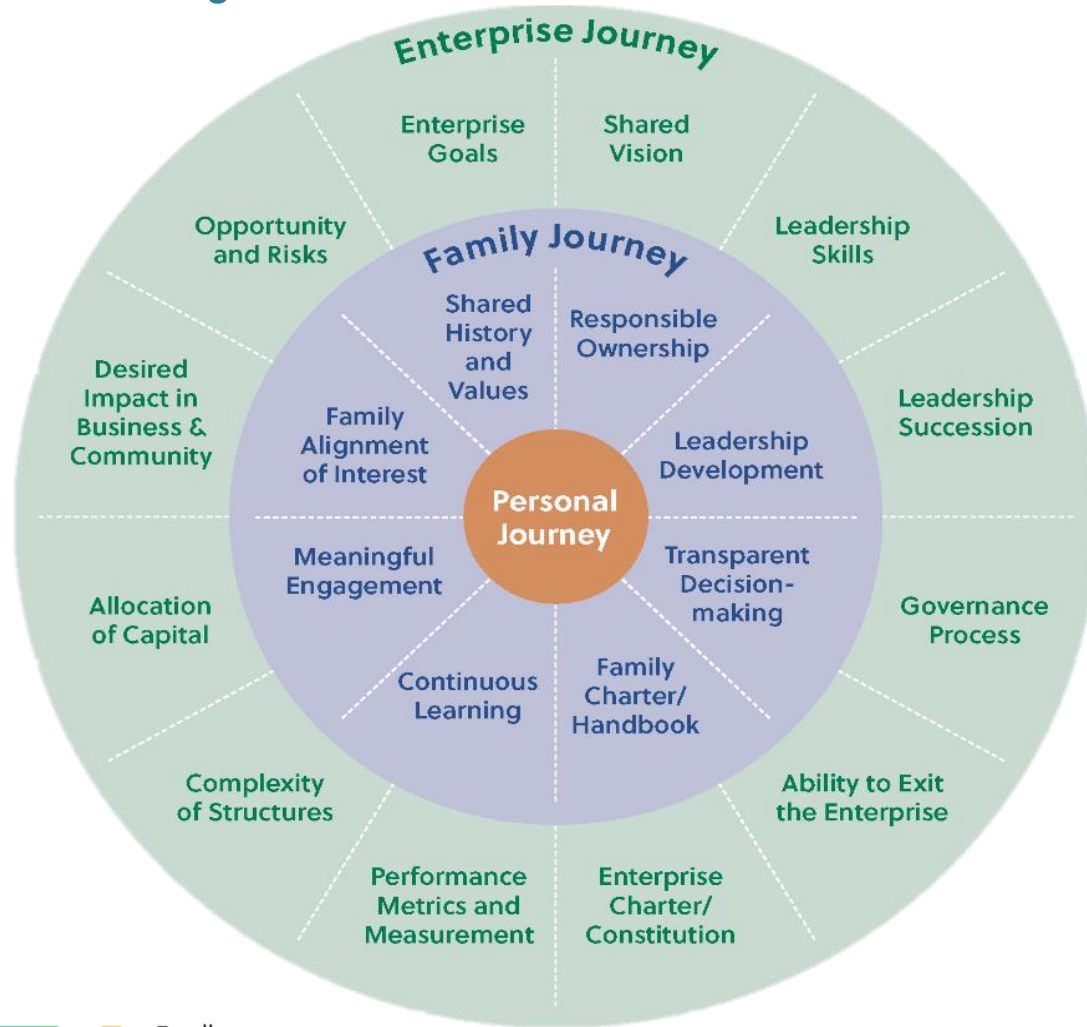 Enterprise Journey
Enterprise
Goals
Shared
Vision
Leadership
Skills
Leadership
Succession
Governance
Process
Ability to Exit
the Enterprise
Enterprise
Charter/
Constitution
Performance
Metrics and
Measurement
Complexity
of Structures
Allocation
of Capital
Desired
Impact in
Business &
Community
Opportunity
and Risks
Family Journey
Shared
History
and
Values
Responsible
Ownership
Leadership
Development
Transparent
Decision-
making
Family
Charter/
Handbook
Continuous
Learning
Meaningful
Engagement
Family
Alignment
of Interest
Personal
Journey